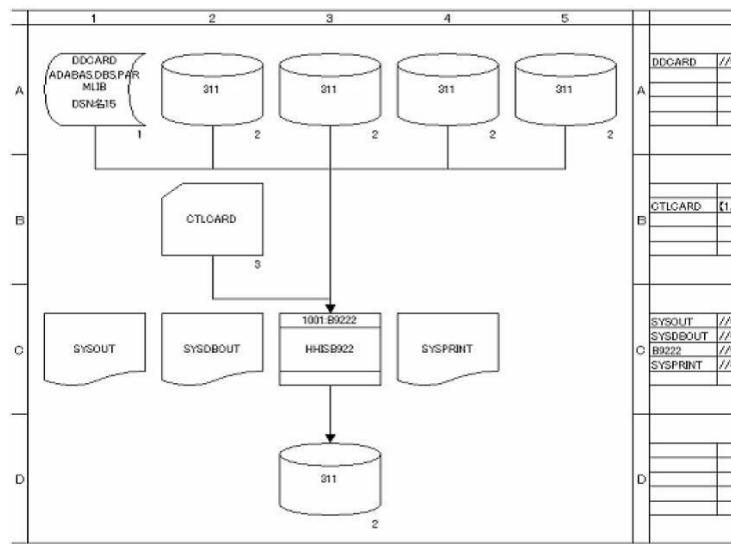 1 2 3 4 5
A
DDCARD
ADABAS.DBS.PAR
MLIB
DSN名15
1
311
2
311
2
311
2
311
2
A
DDCARD //
B
CTLCARD
3
B
CTLCARD 【1.
C
SYSOUT
SYSDBOUT
1001:B9222
HHISB922
SYSPRINT
C
SYSOUT //
SYSDBOUT //
B9222 //
SYSPRINT //
D
311
2
D